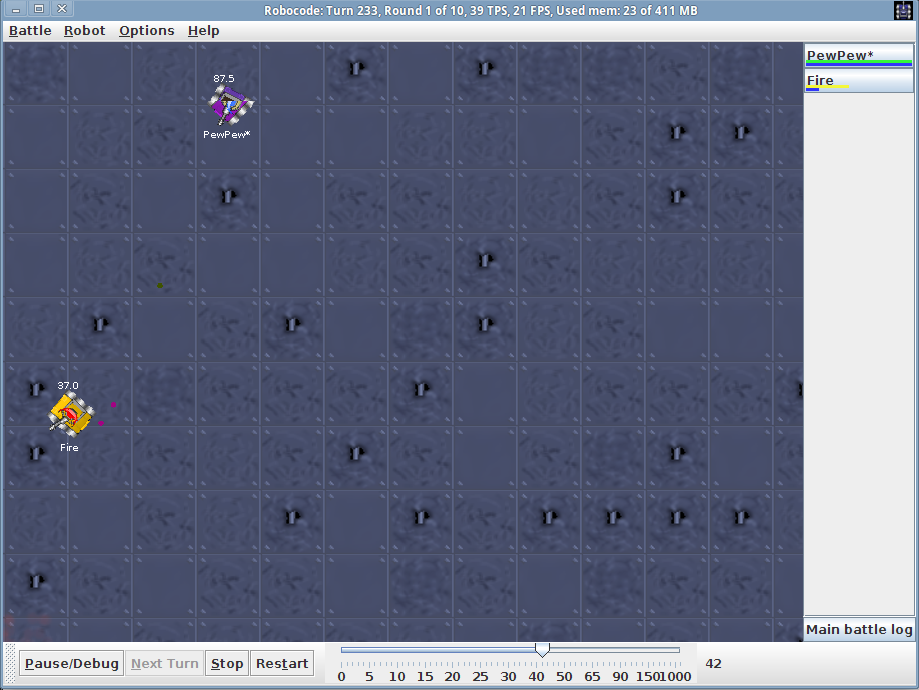 Robocode: Turn 233, Round 1 of 10, 39 TPS, 21 FPS, Used mem: 23 of 411 MB
Battle Robot Options Help
PewPew*
Fire
87.5
PewPew*
37.0
Fire
Main battle log
Pause/Debug Next Turn Stop Restart
42
0 5 10 15 20 25 30 40 50 65 90 1501000